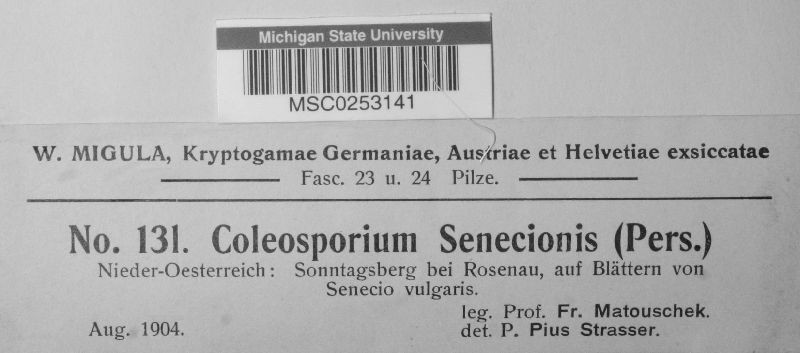 Michigan State University
MSC0253141
W. MIGULA, Kryptogamae Germaniae, Austriae et Helvetiae exsiccatae
Fasc. 23 u. 24 Pilze.
No. 131. Coleosporium Senecionis (Pers.)
Nieder-Oesterreich: Sonntagsberg bei Rosenau, auf Blättern von
Senecio vulgaris.
leg. Prof. Fr. Matouschek.
Aug. 1904. det. P. Pius Strasser.